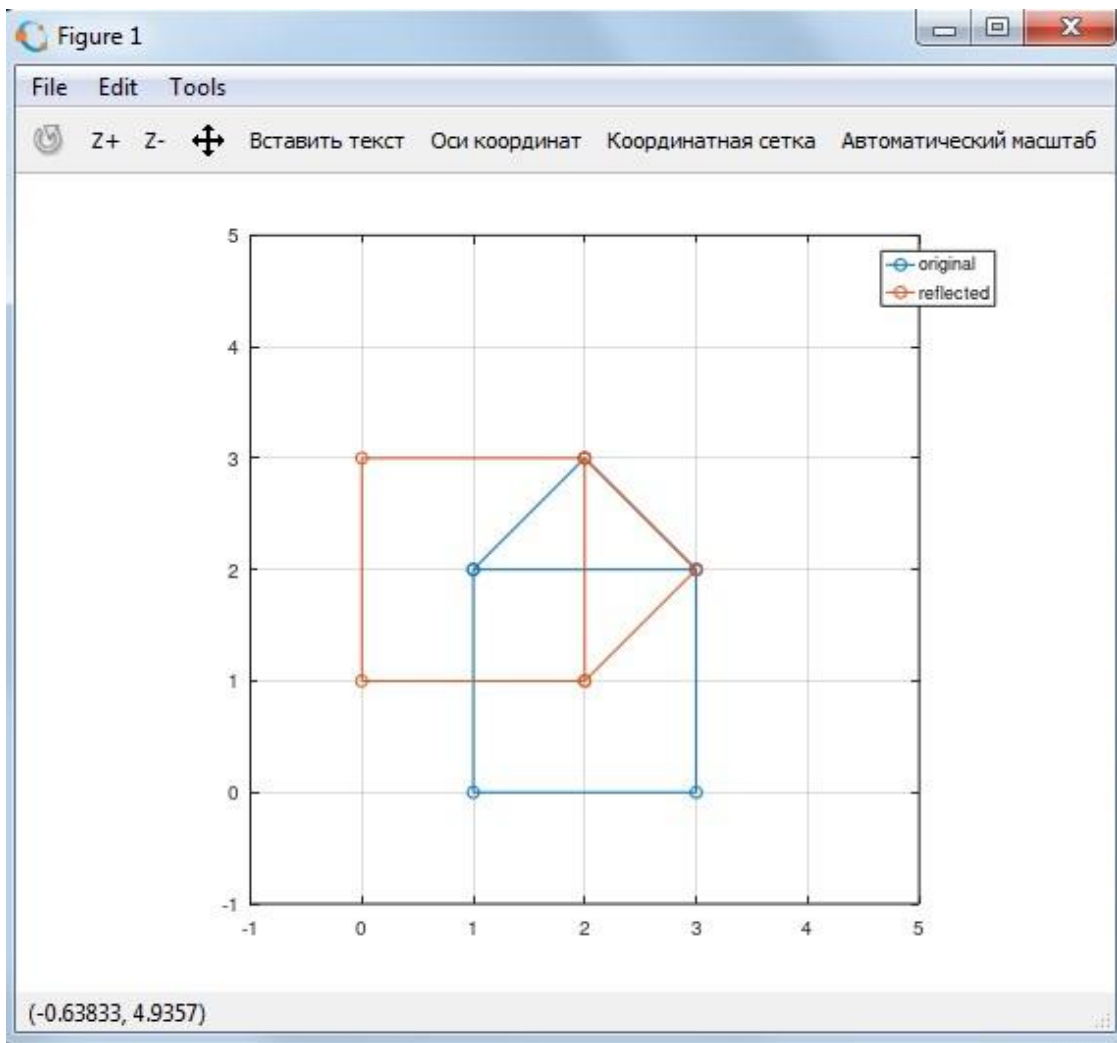 Figure 1
File Edit Tools
Z+ Z- Вставить текст Оси координат Координатная сетка Автоматический масштаб
original
reflected
5
4
3
2
1
0
-1
-1 0 1 2 3 4 5
(-0.63833, 4.9357)